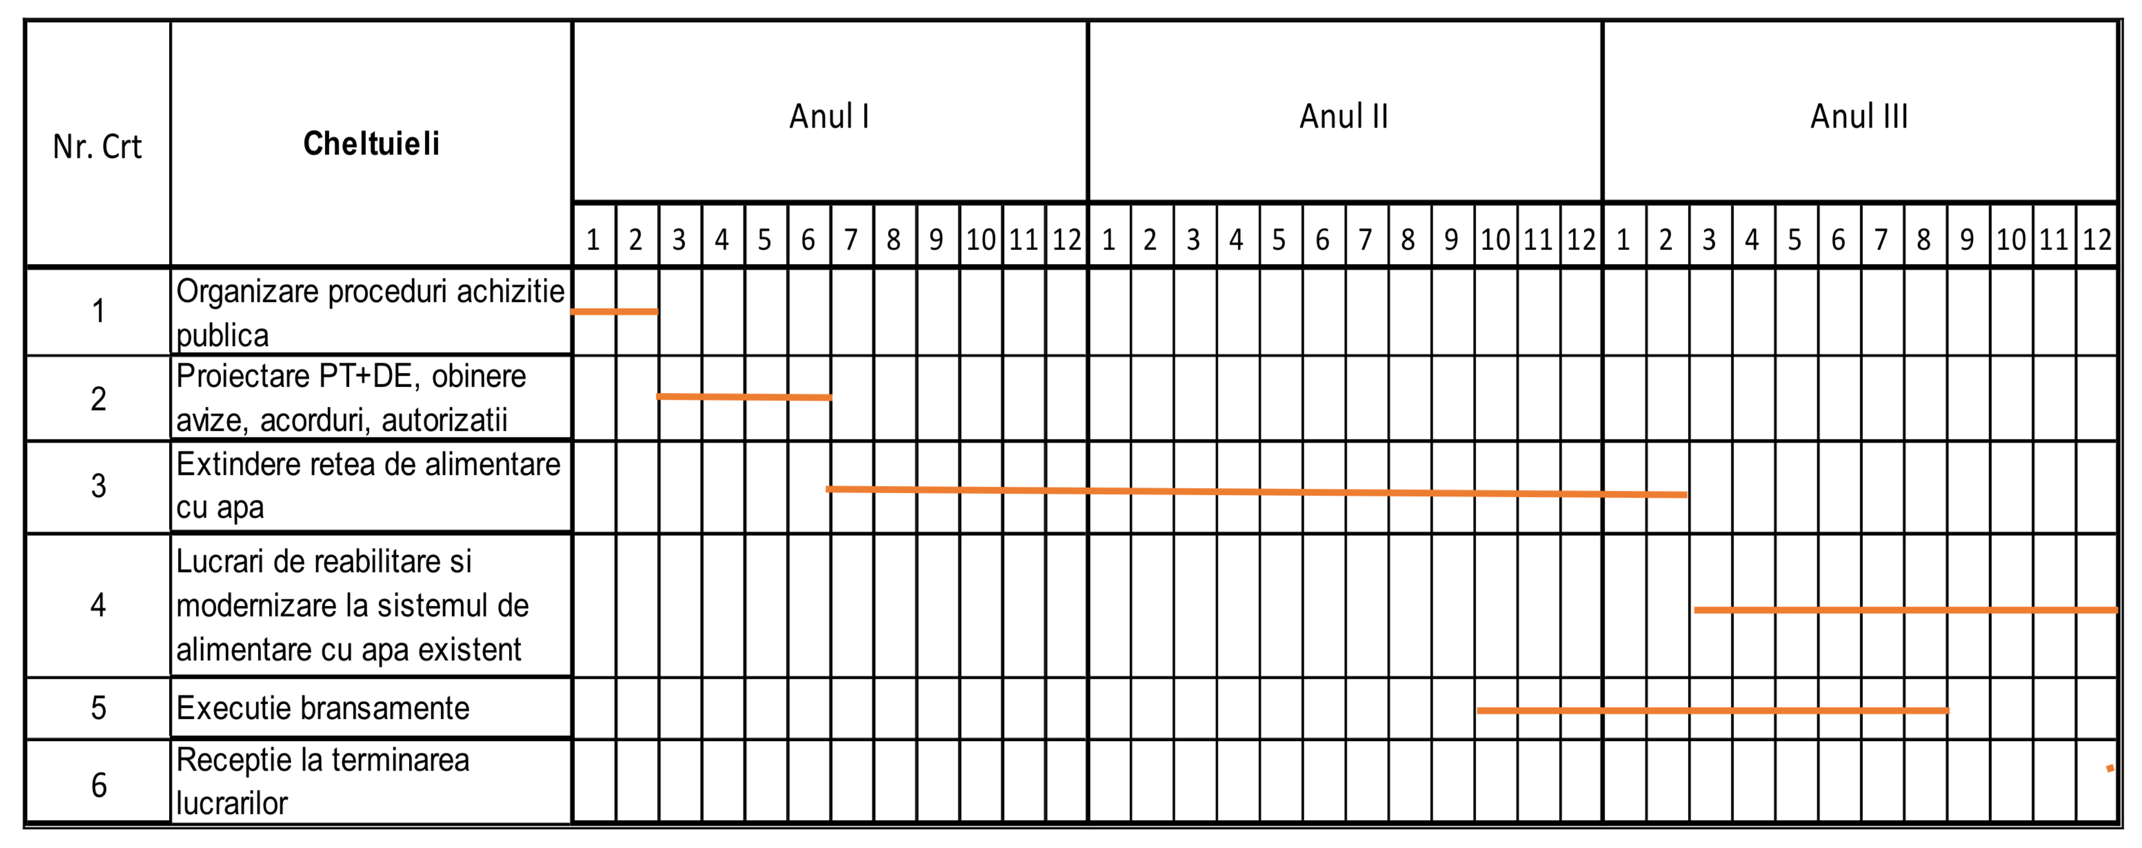 Nr. Crt
Cheltuieli
Anul I
Anul II
Anul III
1 2 3 4 5 6 7 8 9 10 11 12 1 2 3 4 5 6 7 8 9 10 11 12 1 2 3 4 5 6 7 8 9 10 11 12
1
Organizare proceduri achizitie
publica
2
Proiectare PT+DE, obinere
avize, acorduri, autorizatii
3
Extindere retea de alimentare
cu apa
4
Lucrari de reabilitare si
modernizare la sistemul de
alimentare cu apa existent
5
Executie bransamente
6
Receptie la terminarea
lucrarilor